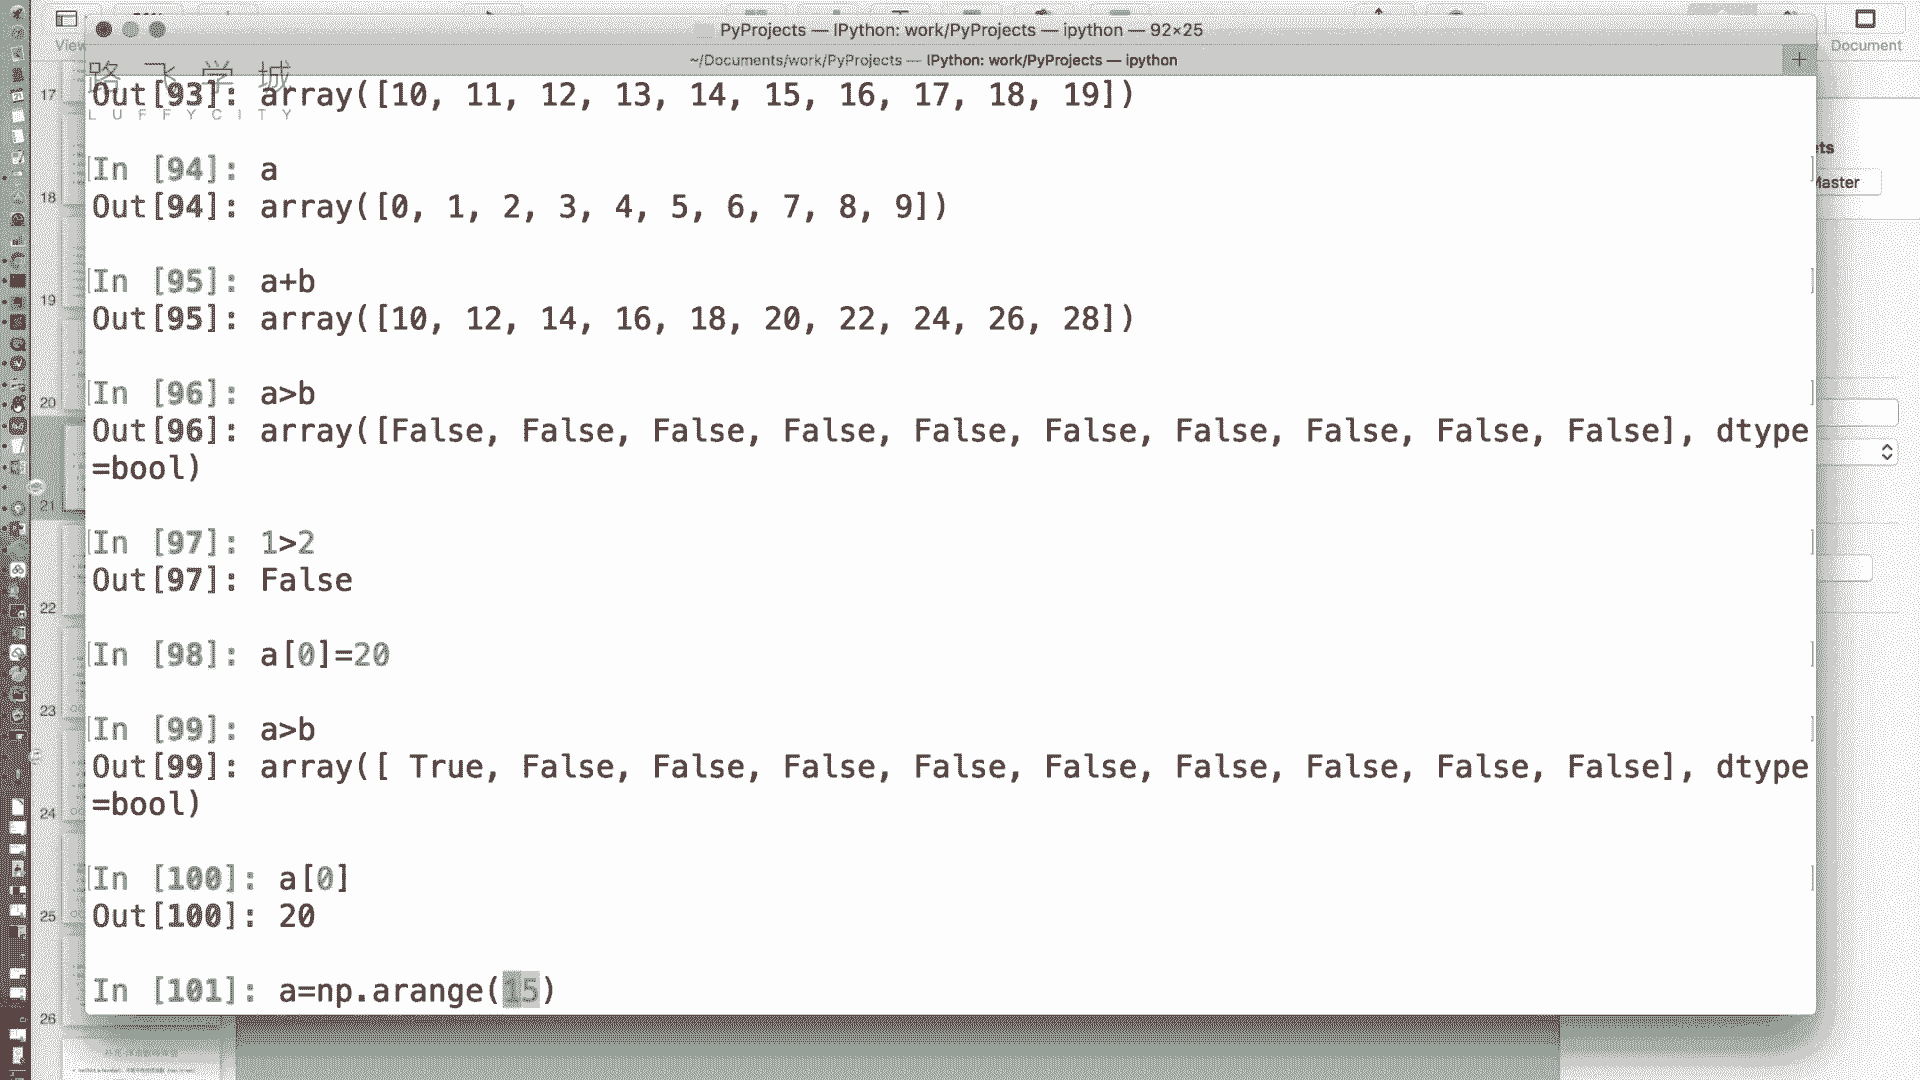 PyProjects — IPython: work/PyProjects — ipython — 92×25
View
Document
~/Documents/work/PyProjects — IPython: work/PyProjects — ipython
+
路飞学城
LUFFYCITY
17
Out[93]: array([10, 11, 12, 13, 14, 15, 16, 17, 18, 19])
In [94]: a
18
Out[94]: array([0, 1, 2, 3, 4, 5, 6, 7, 8, 9])
In [95]: a+b
19
Out[95]: array([10, 12, 14, 16, 18, 20, 22, 24, 26, 28])
In [96]: a>b
20
Out[96]: array([False, False, False, False, False, False, False, False, False, False], dtype
=bool)
21
In [97]: 1>2
Out[97]: False
22
In [98]: a[0]=20
23
In [99]: a>b
Out[99]: array([ True, False, False, False, False, False, False, False, False, False], dtype
=bool)
24
In [100]: a[0]
Out[100]: 20
25
In [101]: a=np.arange(15)
26